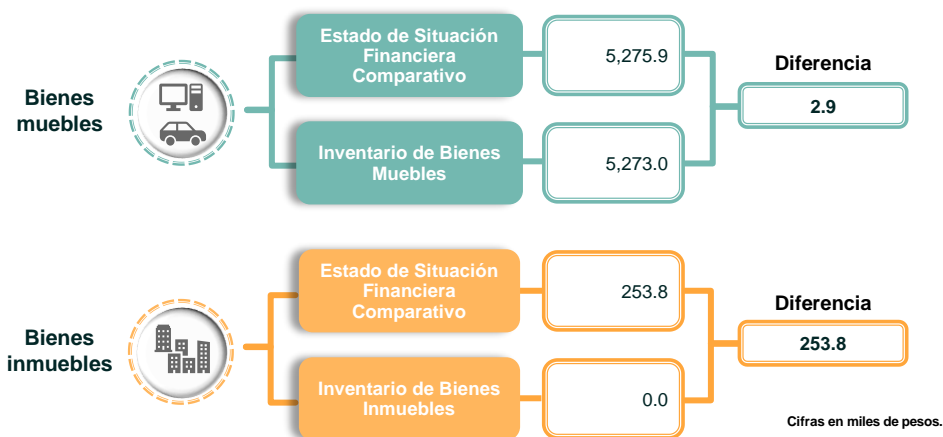 Bienes
muebles
Estado de Situación
Financiera
Comparativo
5,275.9
Inventario de Bienes
Muebles
5,273.0
Diferencia
2.9
Bienes
inmuebles
Estado de Situación
Financiera
Comparativo
253.8
Inventario de Bienes
Inmuebles
0.0
Diferencia
253.8
Cifras en miles de pesos.